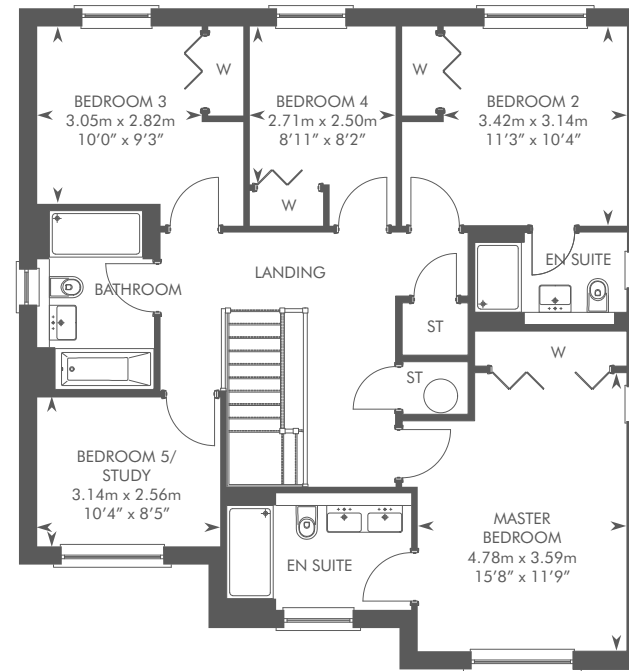 BEDROOM 3
3.05m x 2.82m
10’0” x 9’3”
W
BEDROOM 4
2.71m x 2.50m
8’11” x 8’2”
W
W
BEDROOM 2
3.42m x 3.14m
11’3” x 10’4”
BATHROOM
LANDING
EN SUITE
ST
ST
W
BEDROOM 5/
STUDY
3.14m x 2.56m
10’4” x 8’5”
EN SUITE
MASTER
BEDROOM
4.78m x 3.59m
15’8” x 11’9”